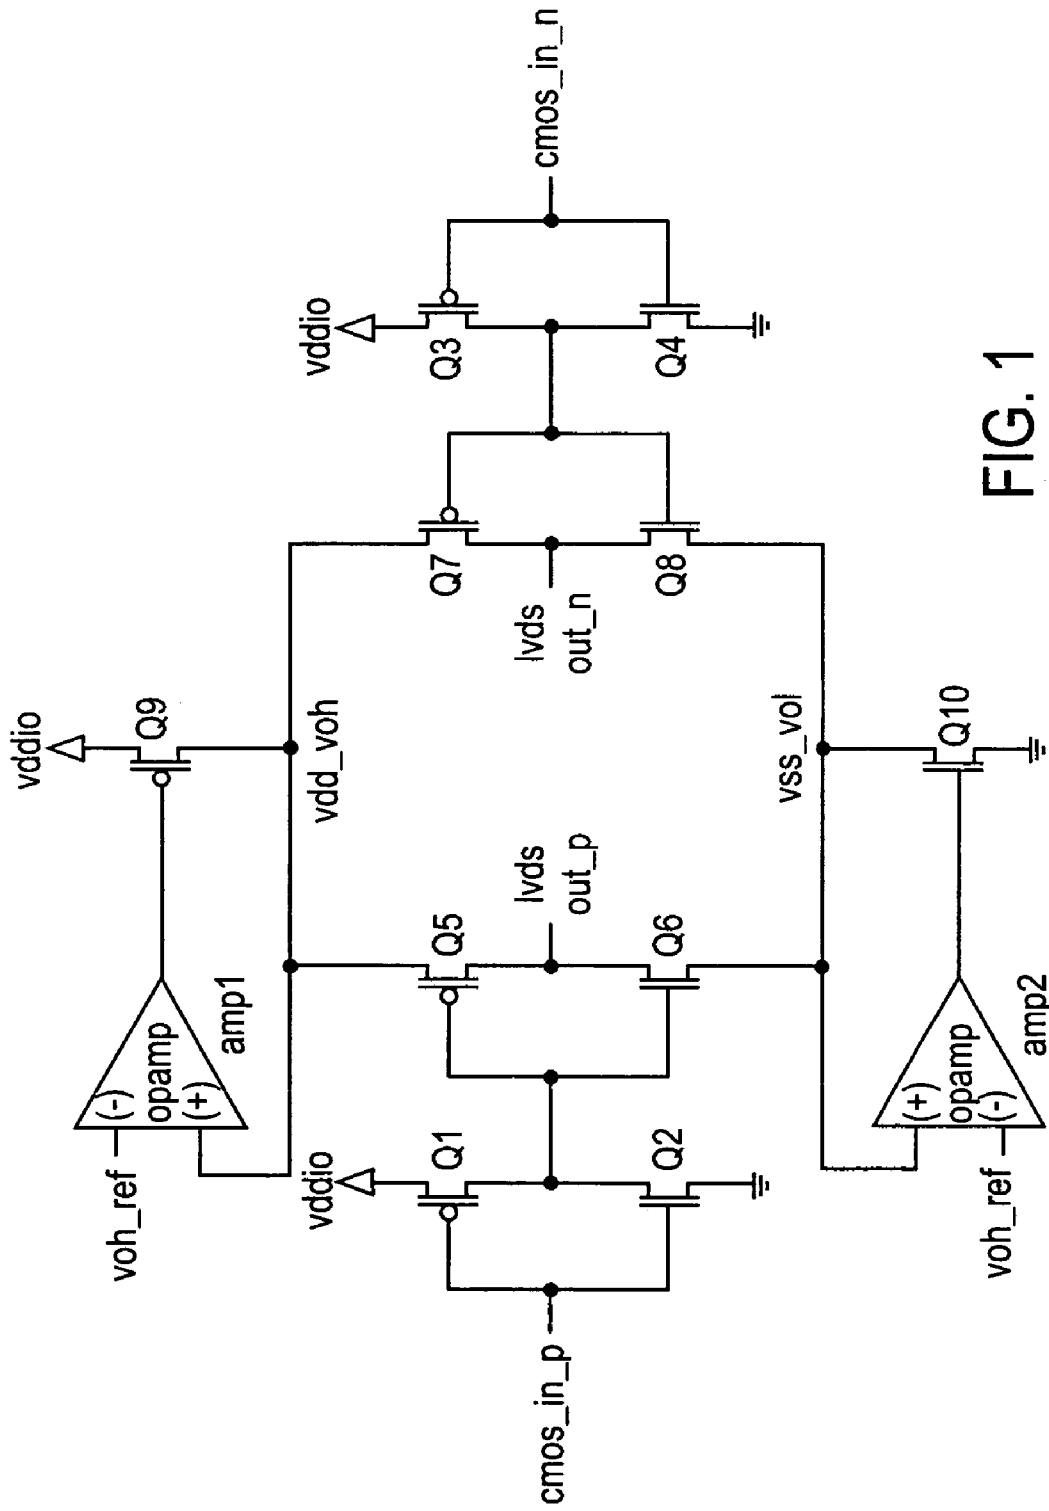 vddio
Q9
voh_ref
(-)
opamp
(+)
amp1
vdd_voh
vddio
Q1
Q5
Q7
vddio
Q3
cmos_in_p
lvds
out_p
lvds
out_n
cmos_in_n
Q2
Q6
Q8
Q4
vss_vol
(+)
opamp
(-)
voh_ref
amp2
Q10
FIG. 1